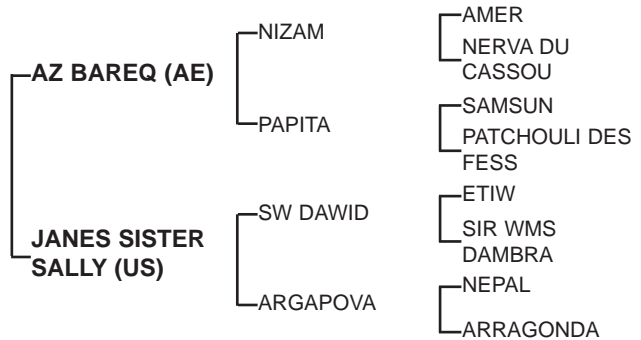 AZ BAREQ (AE)
NIZAM
AMER
NERVA DU
CASSOU
PAPITA
SAMSUN
PATCHOULI DES
FESS
JANES SISTER
SALLY (US)
SW DAWID
ETIW
SIR WMS
DAMBRA
ARGAPOVA
NEPAL
ARRAGONDA